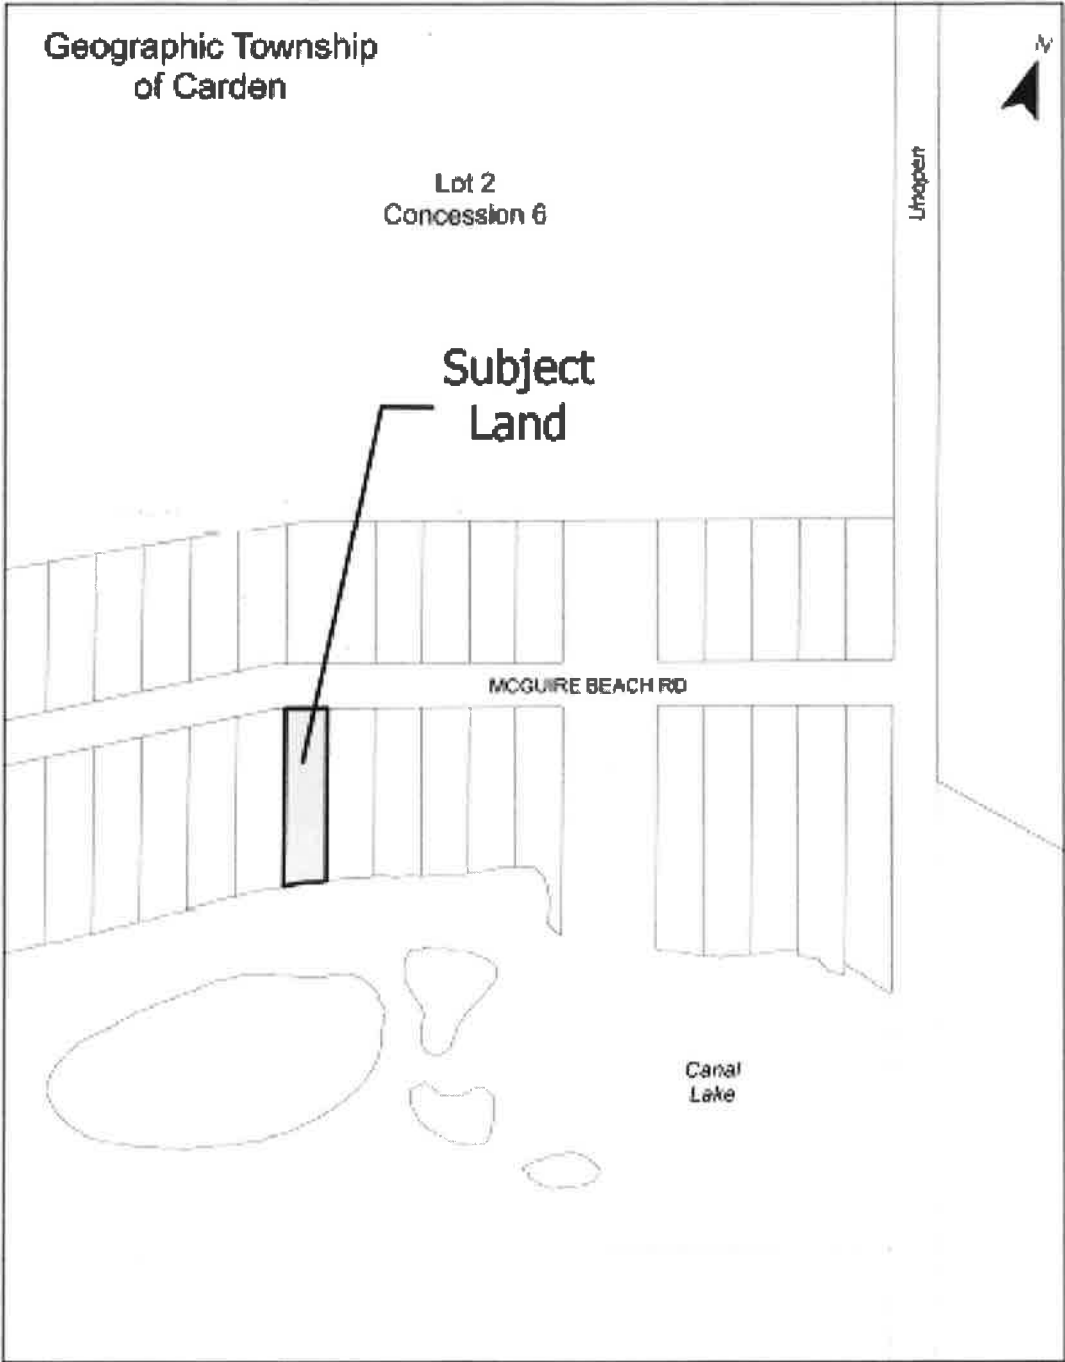 Geographic Township
of Carden
N
Lot 2
Concession 6
Unopen
Subject
Land
MCGUIRE BEACH RD
Canal
Lake